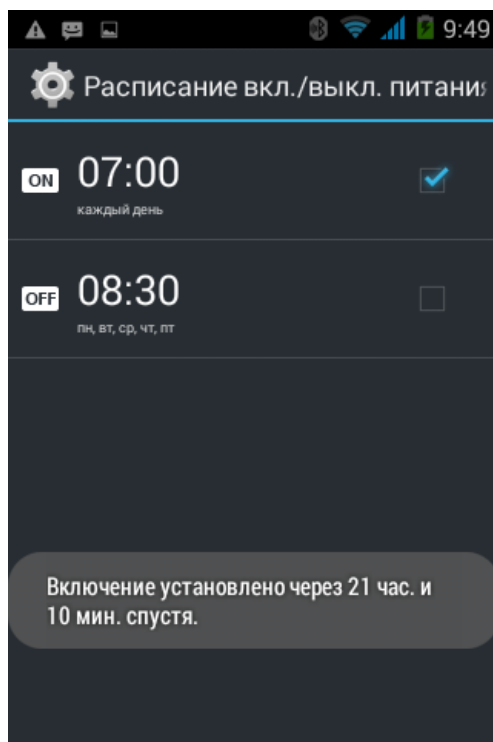 9:49
Расписание вкл./выкл. питани
ON 07:00
каждый день
OFF 08:30
пн, вт, ср, чт, пт
Включение установлено через 21 час. и
10 мин. спустя.